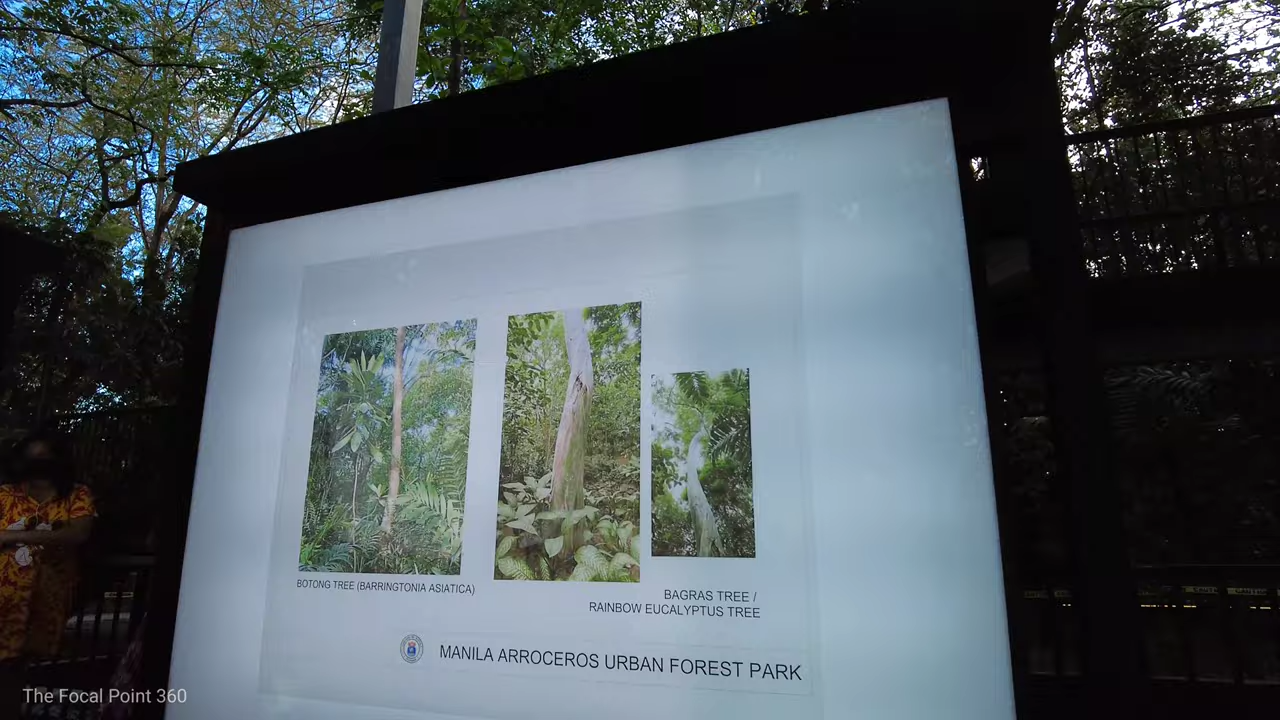 BOTONG TREE (BARRINGTONIA ASIATICA)
BAGRAS TREE /
RAINBOW EUCALYPTUS TREE
MANILA ARROCEROS URBAN FOREST PARK
The Focal Point 360